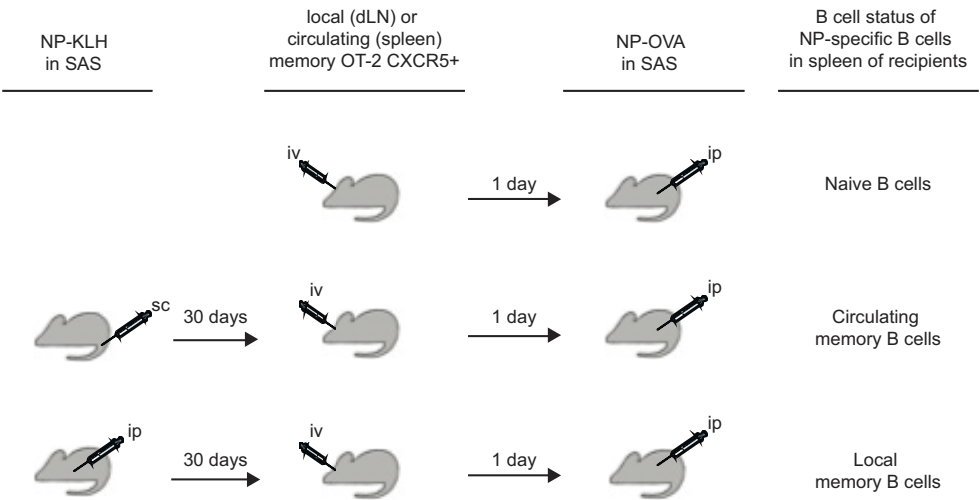 NP-KLH
in SAS
local (dLN) or
circulating (spleen)
memory OT-2 CXCR5+
NP-OVA
in SAS
B cell status of
NP-specific B cells
in spleen of recipients
iv
1 day
ip
Naive B cells
sc
30 days
iv
1 day
ip
Circulating
memory B cells
ip
30 days
iv
1 day
ip
Local
memory B cells